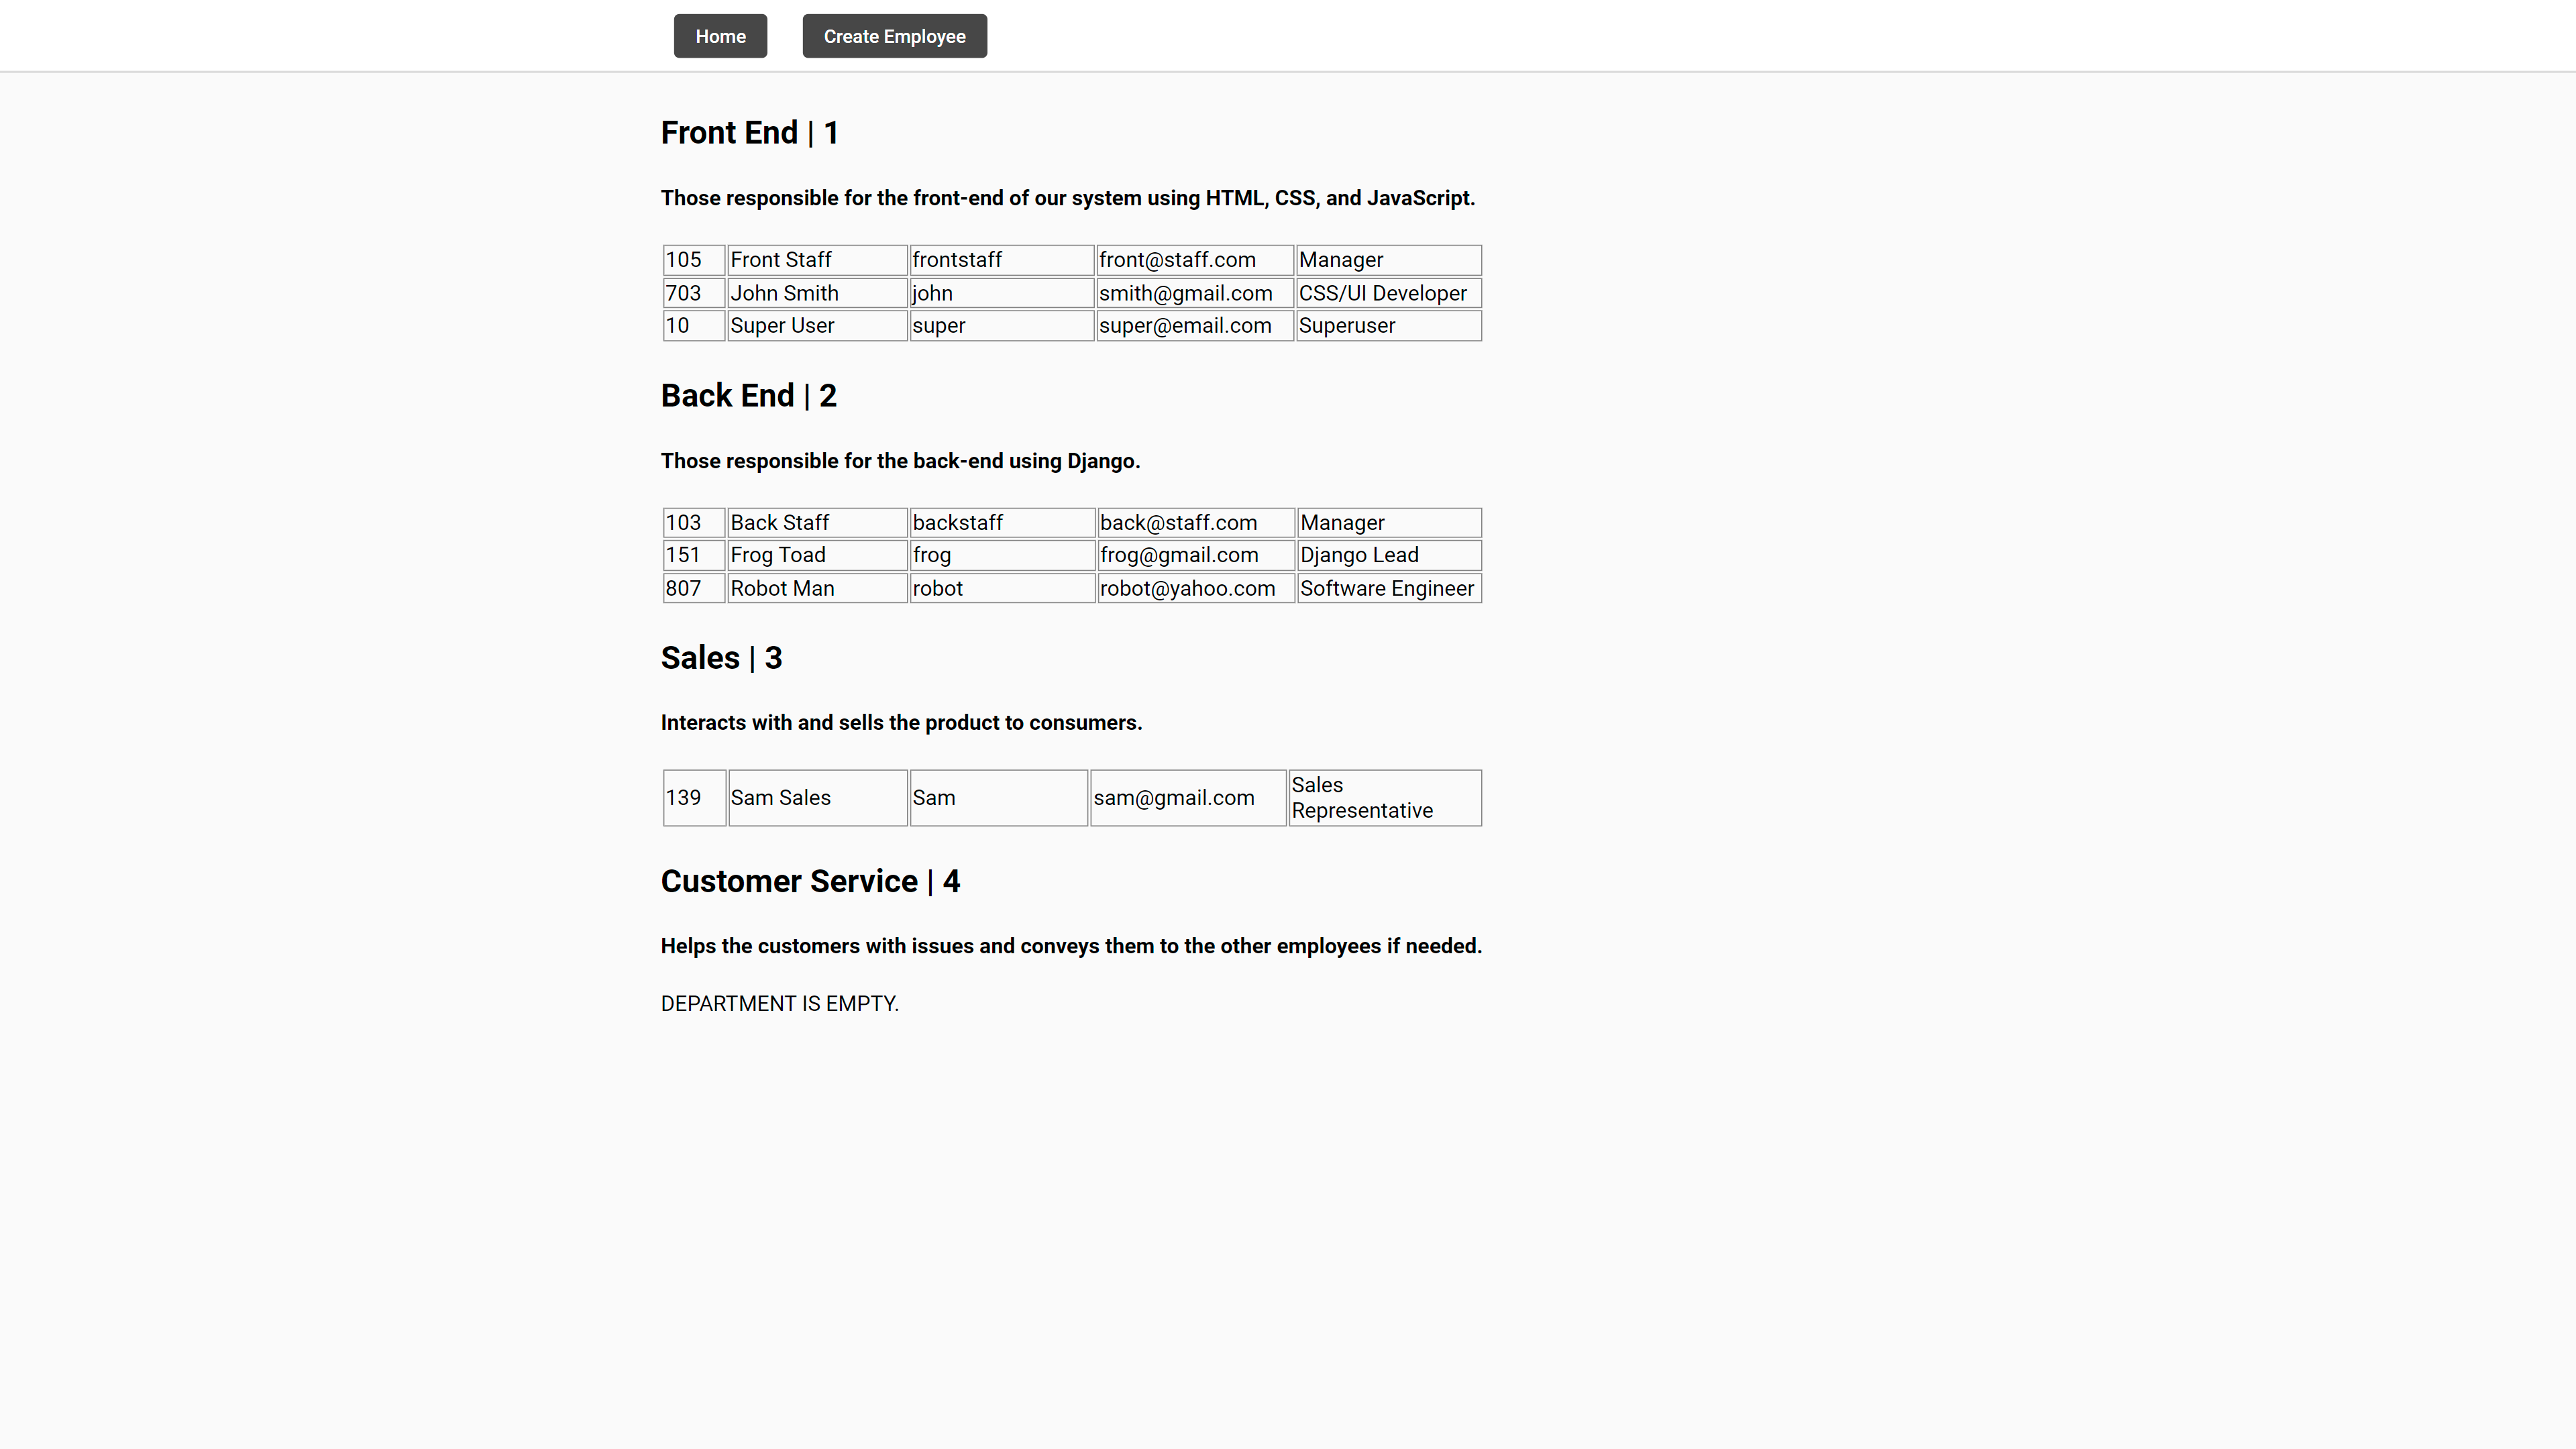 Home Create Employee
Front End | 1
Those responsible for the front-end of our system using HTML, CSS, and JavaScript.
105 Front Staff frontstaff front@staff.com Manager
703 John Smith john smith@gmail.com CSS/UI Developer
10 Super User super super@email.com Superuser
Back End | 2
Those responsible for the back-end using Django.
103 Back Staff backstaff back@staff.com Manager
151 Frog Toad frog frog@gmail.com Django Lead
807 Robot Man robot robot@yahoo.com Software Engineer
Sales | 3
Interacts with and sells the product to consumers.
139 Sam Sales Sam sam@gmail.com Sales
Representative
Customer Service | 4
Helps the customers with issues and conveys them to the other employees if needed.
DEPARTMENT IS EMPTY.